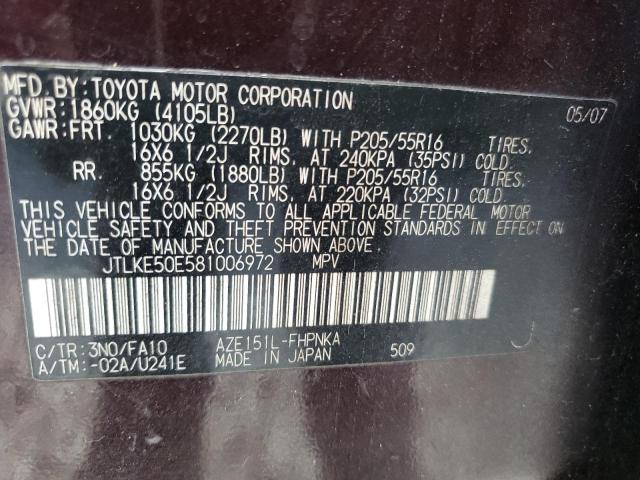 MFD.BY:TOYOTA MOTOR CORPORATION 05/07
GVWR:1860KG (4105LB)
GAWR:FRT. 1030KG (2270LB) WITH P205/55R16 TIRES,
16X6 1/2J RIMS, AT 240KPA (35PSI) COLD.
RR. 855KG (1880LB) WITH P205/55R16 TIRES,
16X6 1/2J RIMS, AT 220KPA (32PSI) COLD.
THIS VEHICLE CONFORMS TO ALL APPLICABLE FEDERAL MOTOR
VEHICLE SAFETY AND THEFT PREVENTION STANDARDS IN EFFECT ON
THE DATE OF MANUFACTURE SHOWN ABOVE.
JTLKE50E581006972 MPV
C/TR:3N0/FA10 AZE151L-FHPNKA
A/TM:-02A/U241E MADE IN JAPAN 509